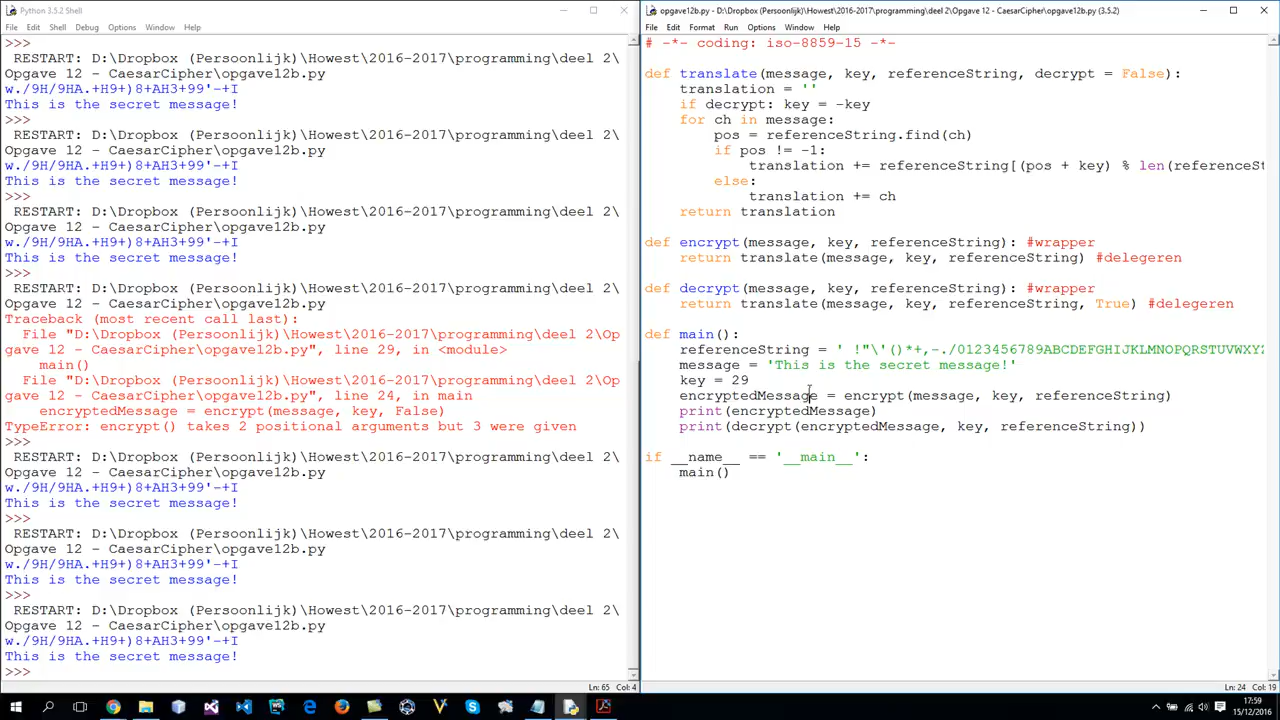 Python 3.5.2 Shell
File Edit Shell Debug Options Window Help
>>>
RESTART: D:\Dropbox (Persoonlijk)\Howest\2016-2017\programming\deel 2\
Opgave 12 - CaesarCipher\opgave12b.py
w./9H/9HA.+H9+)8+AH3+99'-+I
This is the secret message!
>>>
RESTART: D:\Dropbox (Persoonlijk)\Howest\2016-2017\programming\deel 2\
Opgave 12 - CaesarCipher\opgave12b.py
w./9H/9HA.+H9+)8+AH3+99'-+I
This is the secret message!
>>>
RESTART: D:\Dropbox (Persoonlijk)\Howest\2016-2017\programming\deel 2\
Opgave 12 - CaesarCipher\opgave12b.py
w./9H/9HA.+H9+)8+AH3+99'-+I
This is the secret message!
>>>
RESTART: D:\Dropbox (Persoonlijk)\Howest\2016-2017\programming\deel 2\
Opgave 12 - CaesarCipher\opgave12b.py
Traceback (most recent call last):
File "D:\Dropbox (Persoonlijk)\Howest\2016-2017\programming\deel 2\Op
gave 12 - CaesarCipher\opgave12b.py", line 29, in <module>
main()
File "D:\Dropbox (Persoonlijk)\Howest\2016-2017\programming\deel 2\Op
gave 12 - CaesarCipher\opgave12b.py", line 24, in main
encryptedMessage = encrypt(message, key, False)
TypeError: encrypt() takes 2 positional arguments but 3 were given
>>>
RESTART: D:\Dropbox (Persoonlijk)\Howest\2016-2017\programming\deel 2\
Opgave 12 - CaesarCipher\opgave12b.py
w./9H/9HA.+H9+)8+AH3+99'-+I
This is the secret message!
>>>
RESTART: D:\Dropbox (Persoonlijk)\Howest\2016-2017\programming\deel 2\
Opgave 12 - CaesarCipher\opgave12b.py
w./9H/9HA.+H9+)8+AH3+99'-+I
This is the secret message!
>>>
RESTART: D:\Dropbox (Persoonlijk)\Howest\2016-2017\programming\deel 2\
Opgave 12 - CaesarCipher\opgave12b.py
w./9H/9HA.+H9+)8+AH3+99'-+I
This is the secret message!
>>>
Ln: 65 Col: 4
opgave12b.py - D:\Dropbox (Persoonlijk)\Howest\2016-2017\programming\deel 2\Opgave 12 - CaesarCipher\opgave12b.py (3.5.2)
File Edit Format Run Options Window Help
# -*- coding: iso-8859-15 -*-
def translate(message, key, referenceString, decrypt = False):
translation = ''
if decrypt: key = -key
for ch in message:
pos = referenceString.find(ch)
if pos != -1:
translation += referenceString[(pos + key) % len(referenceSt
else:
translation += ch
return translation
def encrypt(message, key, referenceString): #wrapper
return translate(message, key, referenceString) #delegeren
def decrypt(message, key, referenceString): #wrapper
return translate(message, key, referenceString, True) #delegeren
def main():
referenceString = ' !"\'()*+,-./0123456789ABCDEFGHIJKLMNOPQRSTUVWXYZ
message = 'This is the secret message!'
key = 29
encryptedMessage = encrypt(message, key, referenceString)
print(encryptedMessage)
print(decrypt(encryptedMessage, key, referenceString))
if __name__ == '__main__':
main()
Ln: 24 Col: 19
17:59
15/12/2016